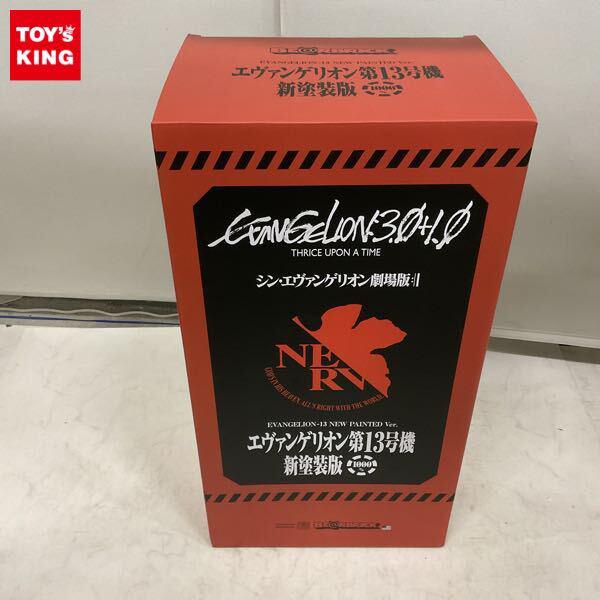 TOY'S
KING
BE@RBRICK
EVANGELION-13 NEW PAINTED Ver.
エヴァンゲリオン第13号機
新塗装版 1000%
EVANGELION:3.0+1.0
THRICE UPON A TIME
シン・エヴァンゲリオン劇場版:||
NERV
GOD'S IN HIS HEAVEN. ALL'S RIGHT WITH THE WORLD.
EVANGELION-13 NEW PAINTED Ver.
エヴァンゲリオン第13号機
新塗装版 1000%
BE@RBRICK